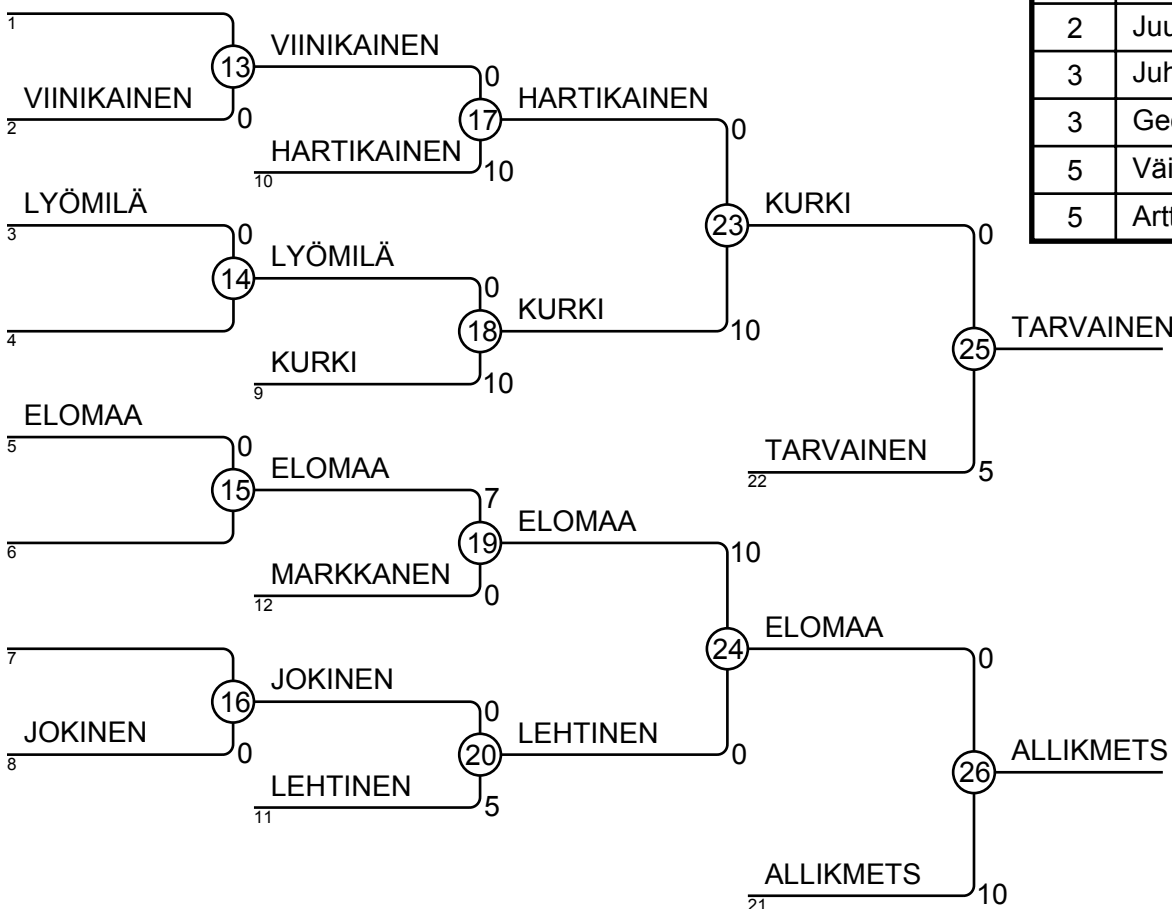 1
13
VIINIKAINEN
VIINIKAINEN
2
0
0
17
HARTIKAINEN
HARTIKAINEN
10
10
0
LYÖMILÄ
3
0
14
LYÖMILÄ
4
0
18
KURKI
KURKI
9
10
10
23
KURKI
0
ELOMAA
5
0
15
ELOMAA
6
7
19
ELOMAA
MARKKANEN
12
0
10
7
16
JOKINEN
JOKINEN
8
0
0
20
LEHTINEN
LEHTINEN
11
5
0
24
ELOMAA
0
TARVAINEN
22
5
25
TARVAINEN
26
ALLIKMETS
ALLIKMETS
21
10
2
3
3
5
5